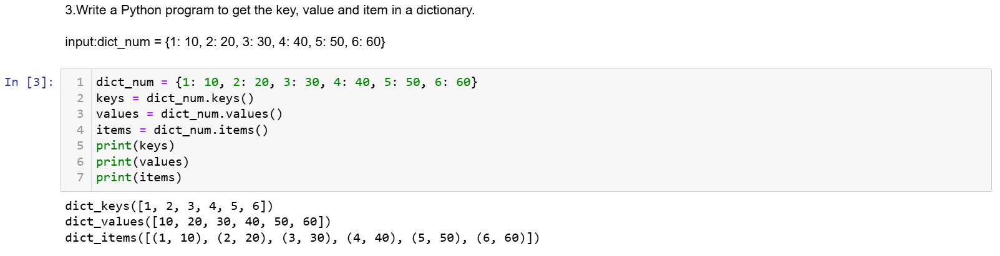 3.Write a Python program to get the key, value and item in a dictionary.
input:dict_num = {1: 10, 2: 20, 3: 30, 4: 40, 5: 50, 6: 60}
In [3]:
1 dict_num = {1: 10, 2: 20, 3: 30, 4: 40, 5: 50, 6: 60}
2 keys = dict_num.keys()
3 values = dict_num.values()
4 items = dict_num.items()
5 print(keys)
6 print(values)
7 print(items)
dict_keys([1, 2, 3, 4, 5, 6])
dict_values([10, 20, 30, 40, 50, 60])
dict_items([(1, 10), (2, 20), (3, 30), (4, 40), (5, 50), (6, 60)])